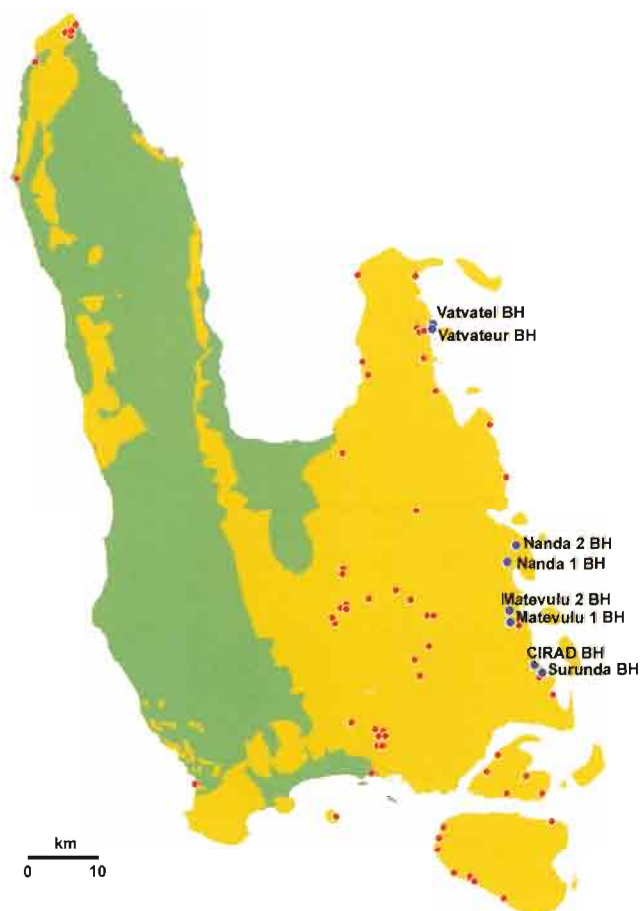 Vatvatel BH
Vatvateur BH
Nanda 2 BH
Nanda 1 BH
Matevulu 2 BH
Matevulu 1 BH
CIRAD BH
Surunda BH
km
0 10